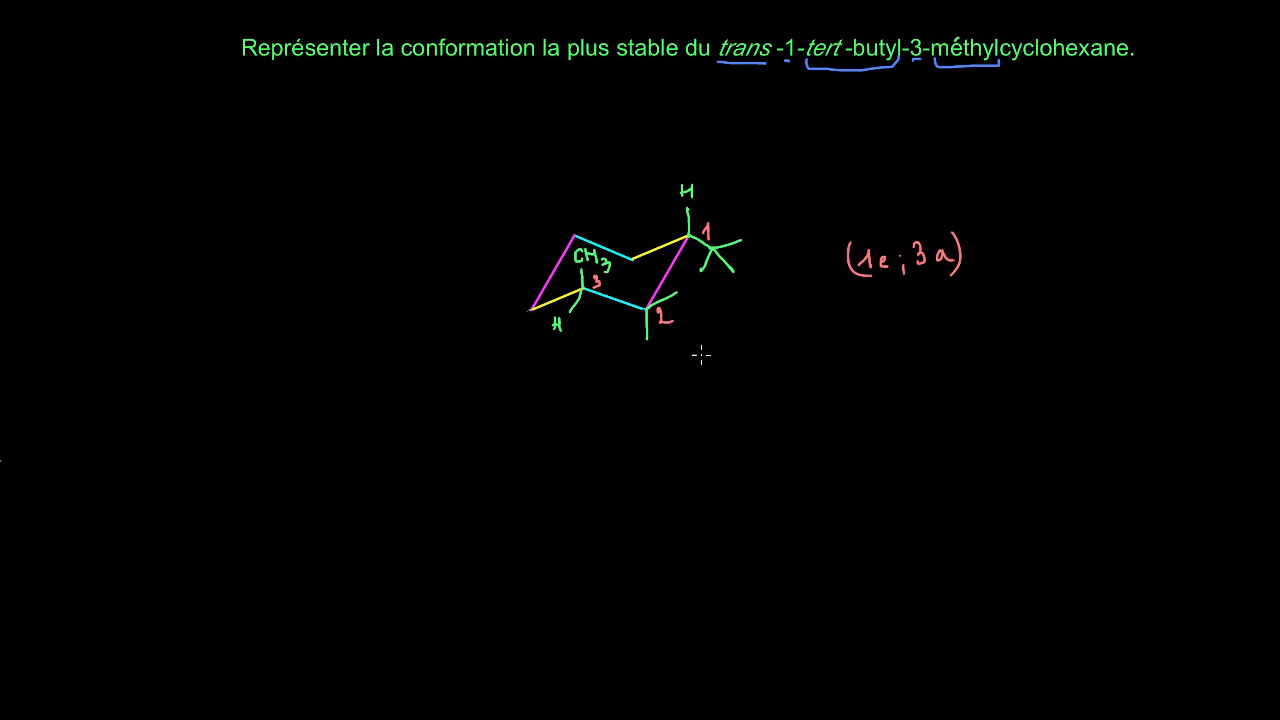 Représenter la conformation la plus stable du trans -1-tert -butyl-3-méthylcyclohexane.
H
1
CH3
3
(1e ; 3a)
H
2